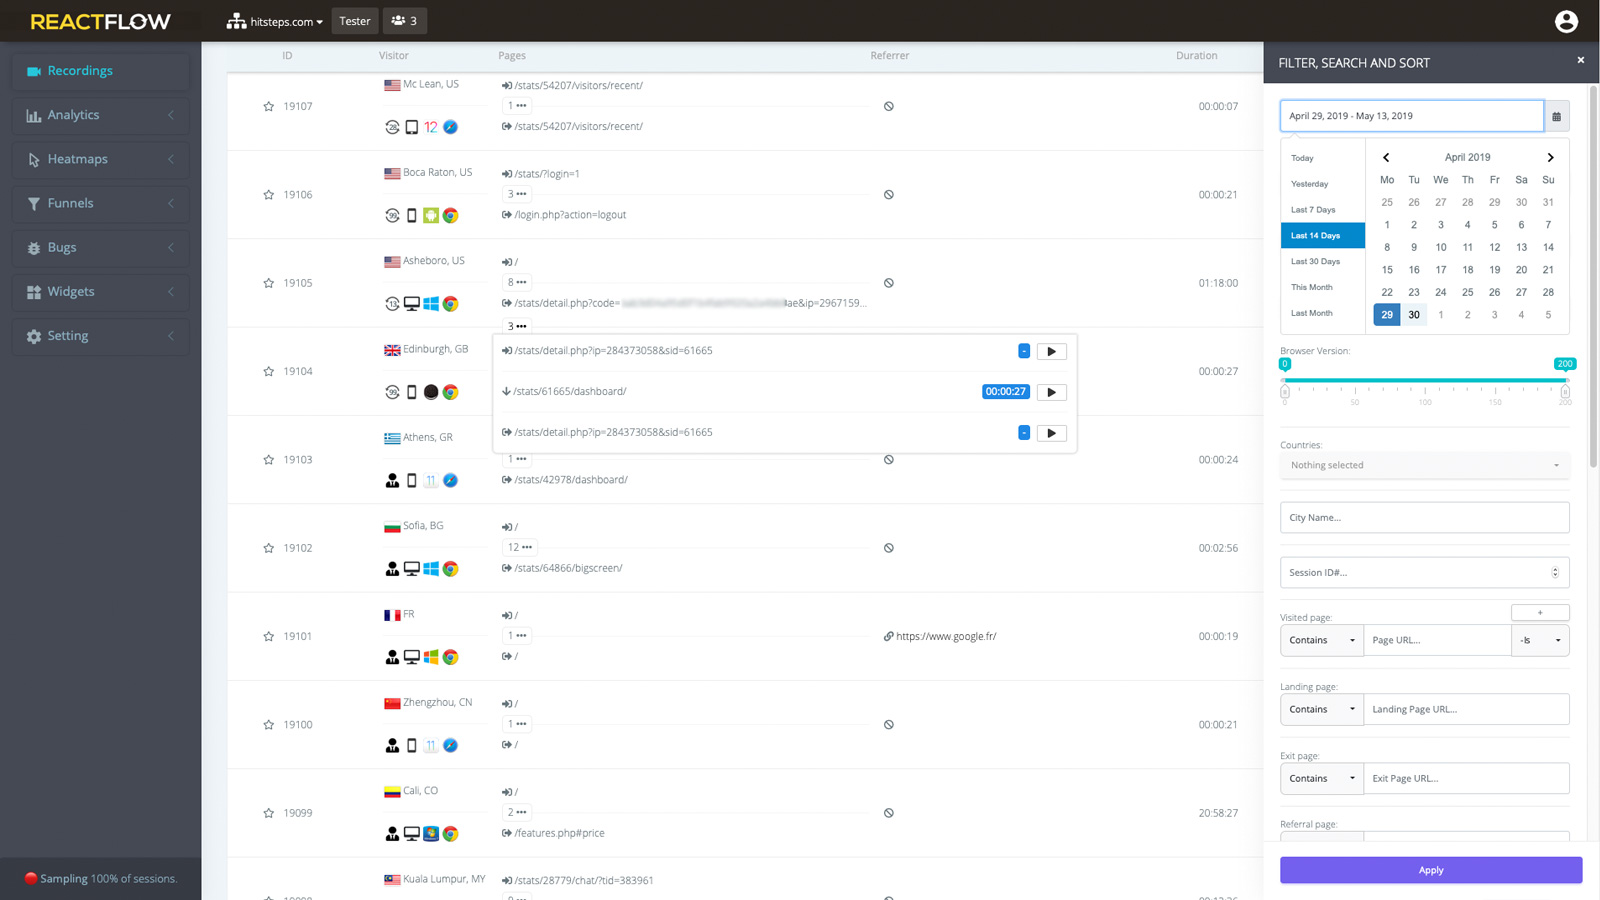 REACTFLOW
hitsteps.com
Tester
3
Recordings
Analytics
Heatmaps
Funnels
Bugs
Widgets
Setting
Sampling 100% of sessions.
ID Visitor Pages Referrer Duration
19107
Mc Lean, US
12
/stats/54207/visitors/recent/
1 •••
/stats/54207/visitors/recent/
00:00:07
19106
Boca Raton, US
/stats/?login=1
3 •••
/login.php?action=logout
00:00:21
19105
Asheboro, US
/
8 •••
/stats/detail.php?code= 4ae&ip=2967159...
01:18:00
19104
Edinburgh, GB
3 •••
/stats/detail.php?ip=284373058&sid=61665
-
/stats/61665/dashboard/
00:00:27
/stats/detail.php?ip=284373058&sid=61665
-
00:00:27
19103
Athens, GR
11
1 •••
/stats/42978/dashboard/
00:00:24
19102
Sofia, BG
/
12 •••
/stats/64866/bigscreen/
00:02:56
19101
FR
/
1 •••
/
https://www.google.fr/
00:00:19
19100
Zhengzhou, CN
11
/
1 •••
/
00:00:21
19099
Cali, CO
/
2 •••
/features.php#price
20:58:27
Kuala Lumpur, MY
/stats/28779/chat/?tid=383961
FILTER, SEARCH AND SORT
×
April 29, 2019 - May 13, 2019
Today
Yesterday
Last 7 Days
Last 14 Days
Last 30 Days
This Month
Last Month
April 2019
Mo Tu We Th Fr Sa Su
25 26 27 28 29 30 31
1 2 3 4 5 6 7
8 9 10 11 12 13 14
15 16 17 18 19 20 21
22 23 24 25 26 27 28
29 30 1 2 3 4 5
Browser Version:
0 200
0 50 100 150 200
Countries:
Nothing selected
City Name...
Session ID#...
Visited page:
+
Contains
Page URL...
-ls
Landing page:
Contains
Landing Page URL...
Exit page:
Contains
Exit Page URL...
Referral page:
Apply